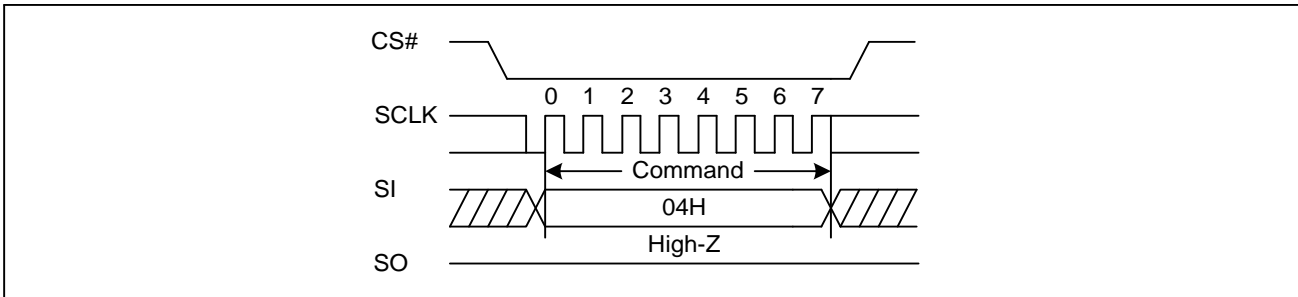 CS#
0 1 2 3 4 5 6 7
SCLK
Command
SI
04H
High-Z
SO